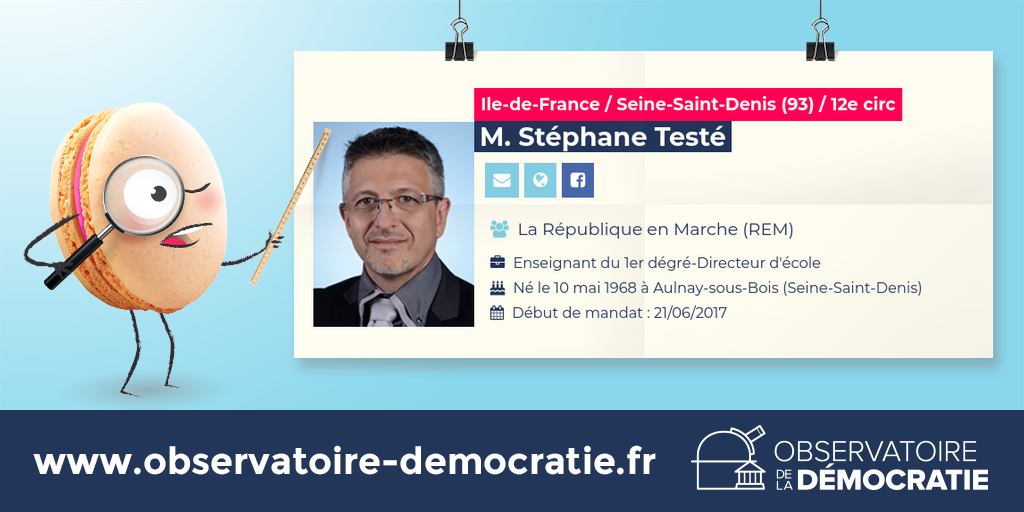 Ile-de-France / Seine-Saint-Denis (93) / 12e circ
M. Stéphane Testé
La République en Marche (REM)
Enseignant du 1er dégré-Directeur d'école
Né le 10 mai 1968 à Aulnay-sous-Bois (Seine-Saint-Denis)
Début de mandat : 21/06/2017
www.observatoire-democratie.fr
OBSERVATOIRE
DE LA DÉMOCRATIE